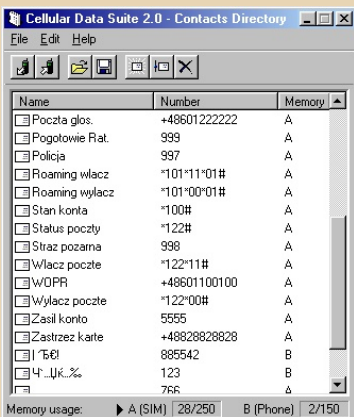 Cellular Data Suite 2.0 - Contacts Directory
File Edit Help
Name Number Memory
Poczta glos. +48601222222 A
Pogotowie Rat. 999 A
Policja 997 A
Roaming wlacz *101*11*01# A
Roaming wylacz *101*00*01# A
Stan konta *100# A
Status poczty *122# A
Straz pozarna 998 A
Wlacz poczte *122*11# A
WOPR +48601100100 A
Wylacz poczte *122*00# A
Zasil konto 5555 A
Zastrzez karte +48828828828 A
885542 B
123 B
766 A
Memory usage: A (SIM) 28/250 B (Phone) 2/150